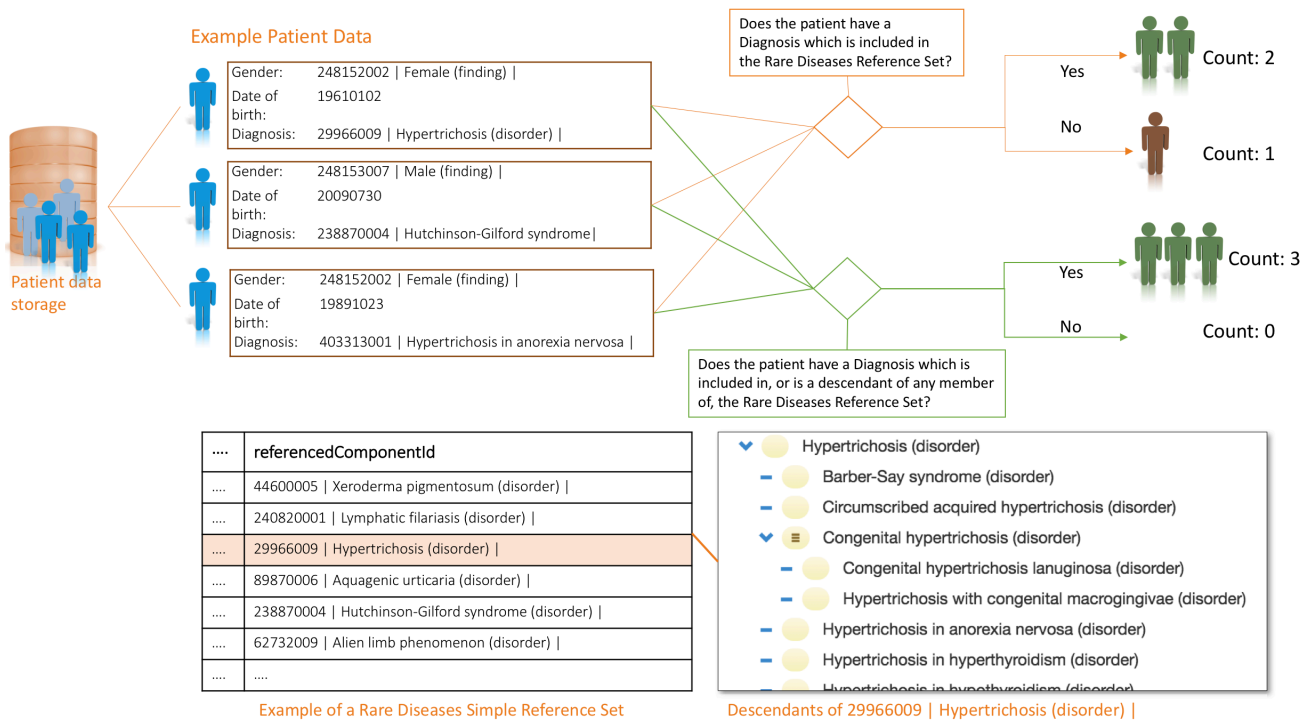 Example Patient Data
Gender: 248152002 | Female (finding) |
Date of 19610102
birth:
Diagnosis: 29966009 | Hypertrichosis (disorder) |
Gender: 248153007 | Male (finding) |
Date of 20090730
birth:
Diagnosis: 238870004 | Hutchinson-Gilford syndrome|
Gender: 248152002 | Female (finding) |
Date of 19891023
birth:
Diagnosis: 403313001 | Hypertrichosis in anorexia nervosa |
Patient data
storage
Does the patient have a
Diagnosis which is included in
the Rare Diseases Reference Set?
Yes
Count: 2
No
Count: 1
Yes
Count: 3
No
Count: 0
Does the patient have a Diagnosis which is
included in, or is a descendant of any member
of, the Rare Diseases Reference Set?
.... referencedComponentId
.... 44600005 | Xeroderma pigmentosum (disorder) |
.... 240820001 | Lymphatic filariasis (disorder) |
.... 29966009 | Hypertrichosis (disorder) |
.... 89870006 | Aquagenic urticaria (disorder) |
.... 238870004 | Hutchinson-Gilford syndrome (disorder) |
.... 62732009 | Alien limb phenomenon (disorder) |
.... ....
Example of a Rare Diseases Simple Reference Set
Hypertrichosis (disorder)
Barber-Say syndrome (disorder)
Circumscribed acquired hypertrichosis (disorder)
Congenital hypertrichosis (disorder)
Congenital hypertrichosis lanuginosa (disorder)
Hypertrichosis with congenital macrogingivae (disorder)
Hypertrichosis in anorexia nervosa (disorder)
Hypertrichosis in hyperthyroidism (disorder)
Hypertrichosis in hypothyroidism (disorder)
Descendants of 29966009 | Hypertrichosis (disorder) |